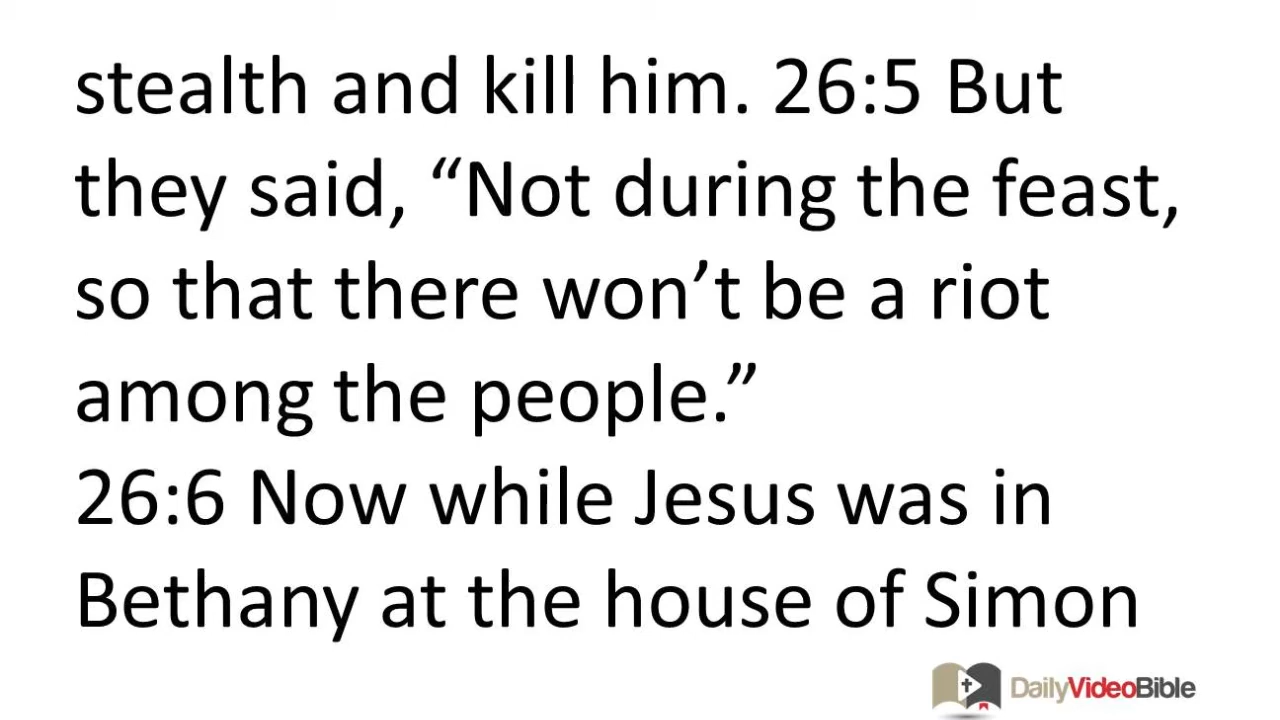 stealth and kill him. 26:5 But
they said, “Not during the feast,
so that there won’t be a riot
among the people.”
26:6 Now while Jesus was in
Bethany at the house of Simon
DailyVideoBible